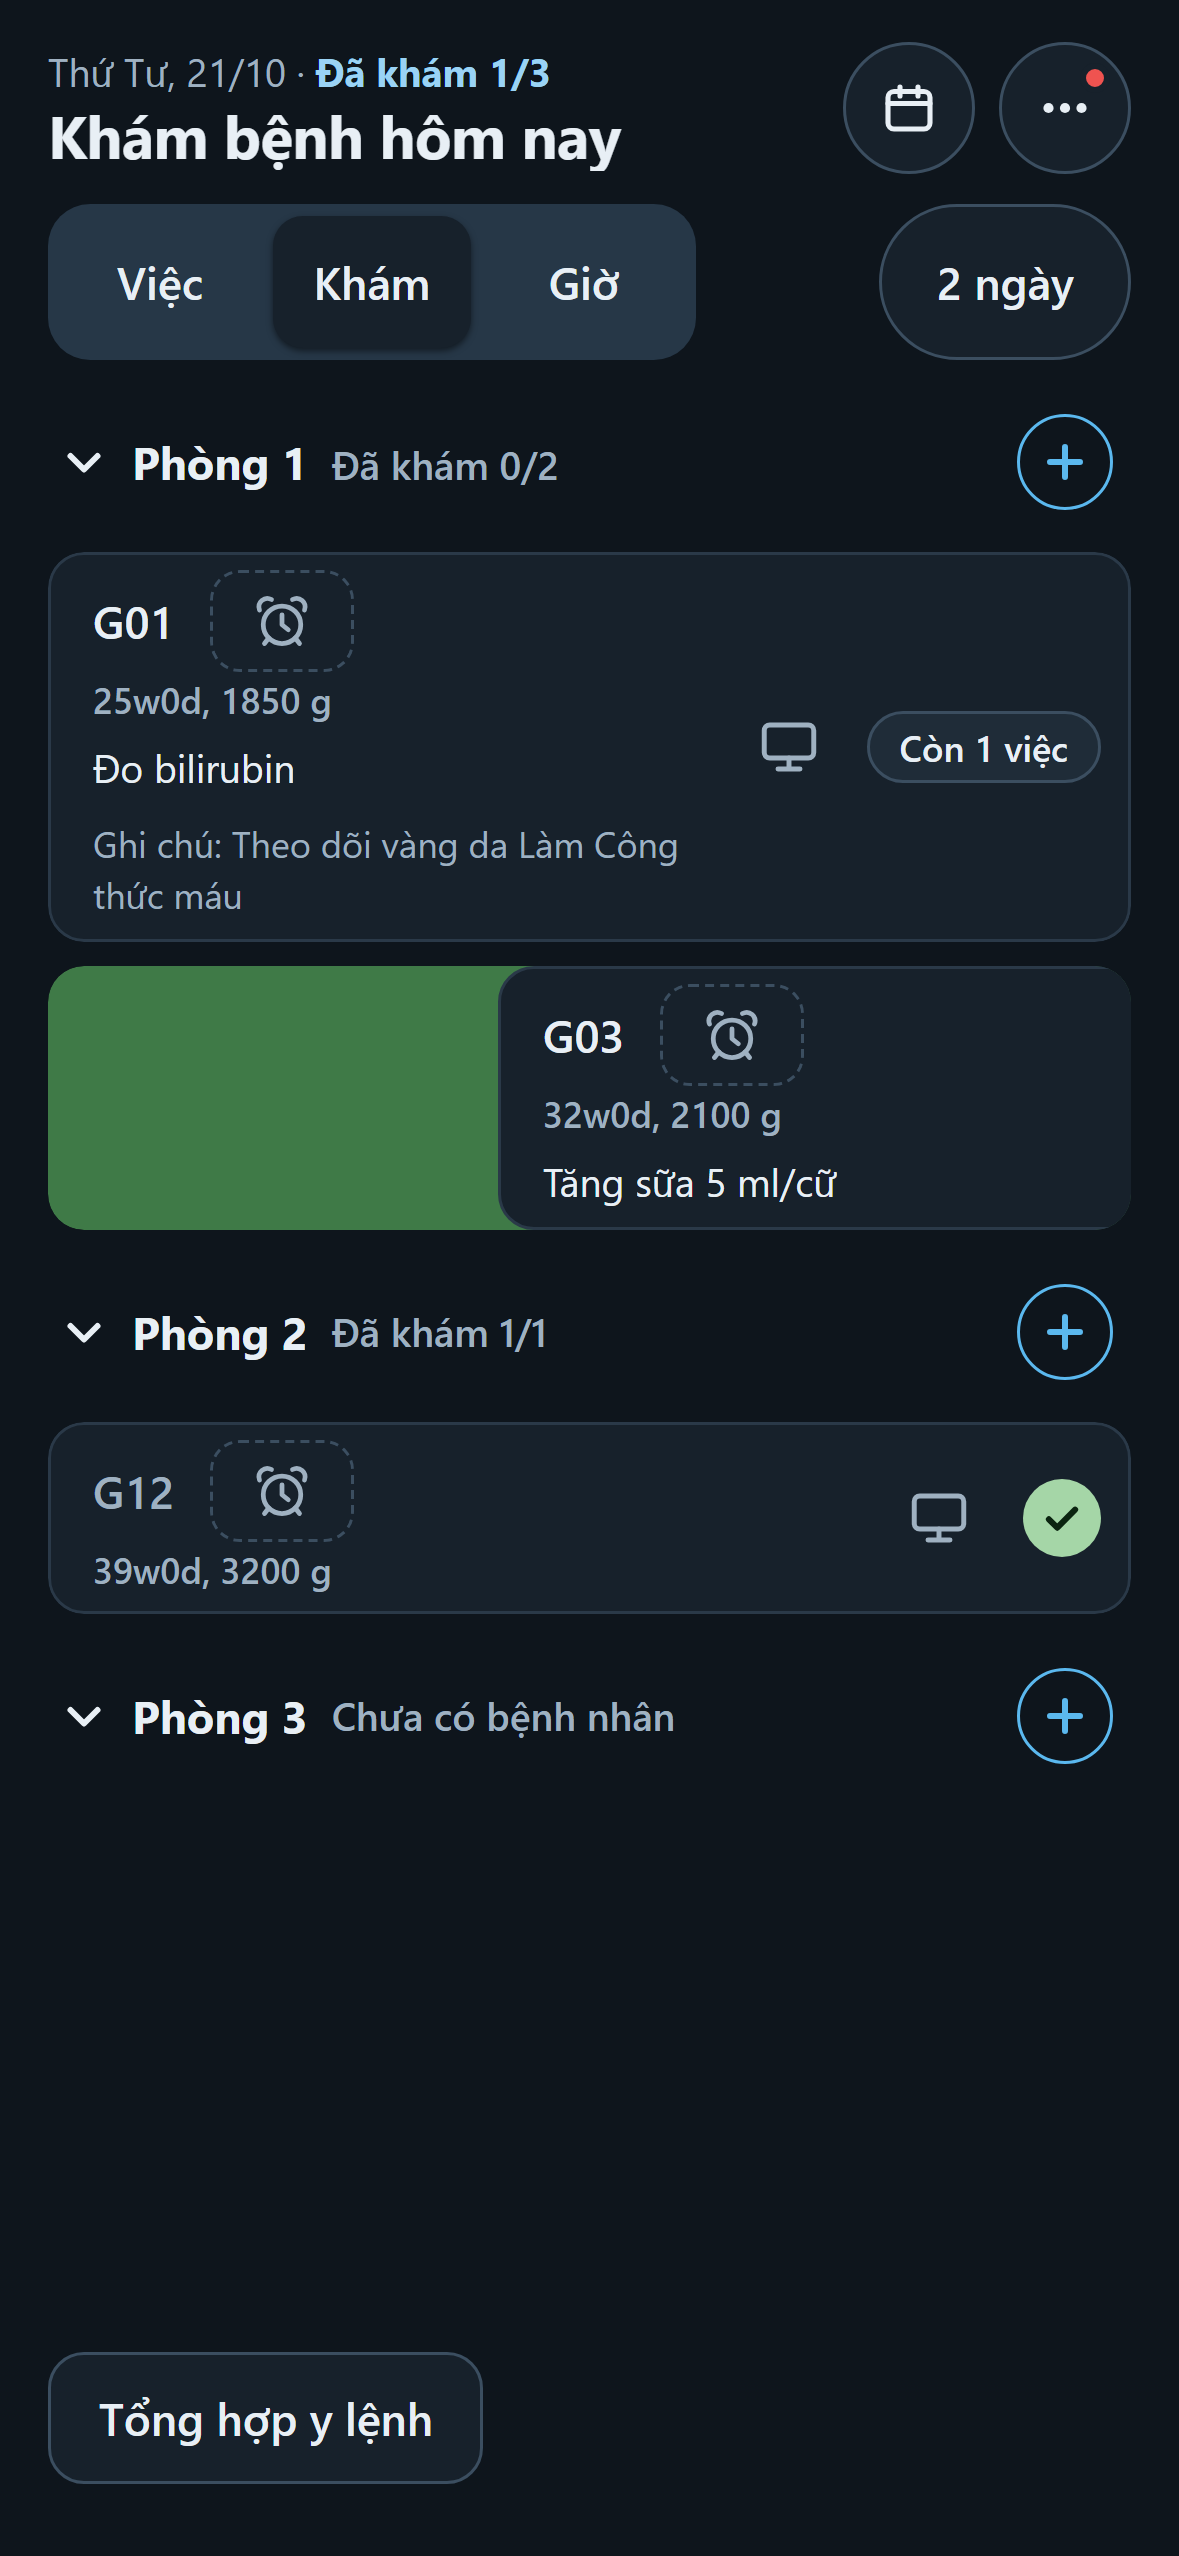 Thứ Tư, 21/10 · Đã khám 1/3
Khám bệnh hôm nay
Việc
Khám
Giờ
2 ngày
Phòng 1 Đã khám 0/2
G01
25w0d, 1850 g
Đo bilirubin
Còn 1 việc
Ghi chú: Theo dõi vàng da Làm Công
thức máu
G03
32w0d, 2100 g
Tăng sữa 5 ml/cữ
Phòng 2 Đã khám 1/1
G12
39w0d, 3200 g
Phòng 3 Chưa có bệnh nhân
Tổng hợp y lệnh